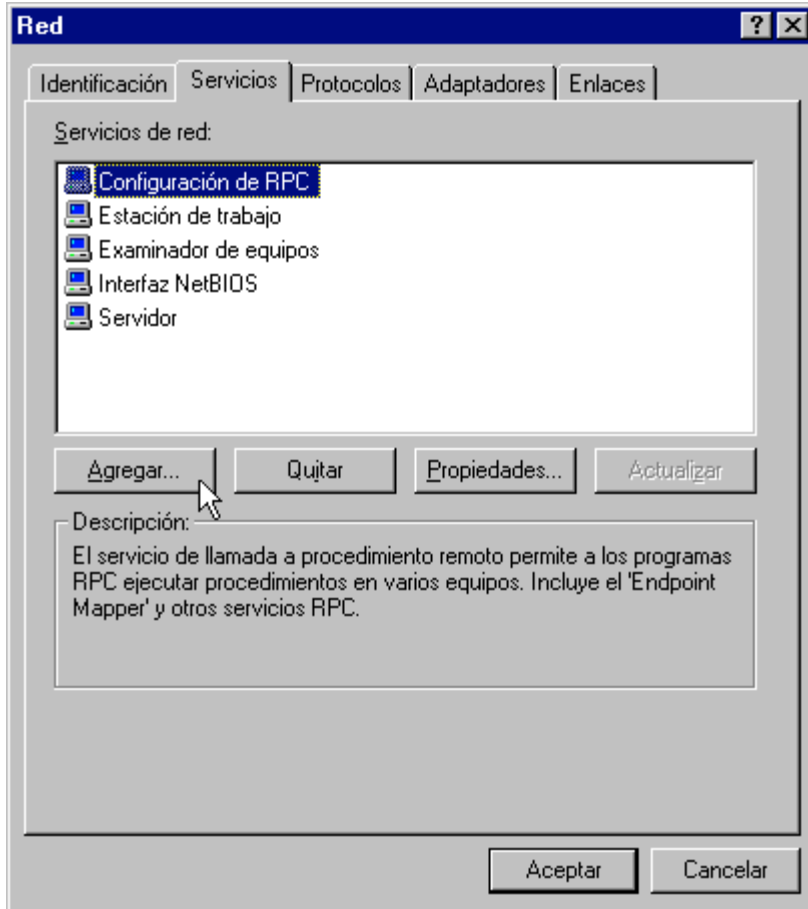 Red
Identificación Servicios Protocolos Adaptadores Enlaces
Servicios de red:
Configuración de RPC
Estación de trabajo
Examinador de equipos
Interfaz NetBIOS
Servidor
Agregar... Quitar Propiedades... Actualizar
Descripción:
El servicio de llamada a procedimiento remoto permite a los programas
RPC ejecutar procedimientos en varios equipos. Incluye el 'Endpoint
Mapper' y otros servicios RPC.
Aceptar Cancelar